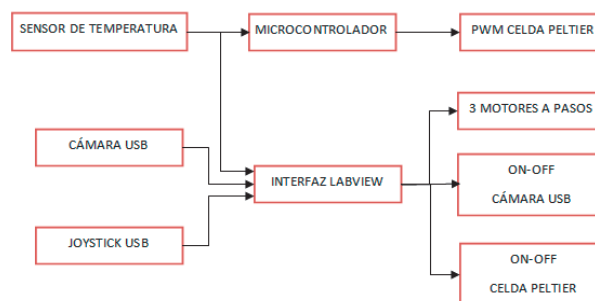 SENSOR DE TEMPERATURA
MICROCONTROLADOR
PWM CELDA PELTIER
3 MOTORES A PASOS
CÁMARA USB
INTERFAZ LABVIEW
ON-OFF
CÁMARA USB
JOYSTICK USB
ON-OFF
CELDA PELTIER